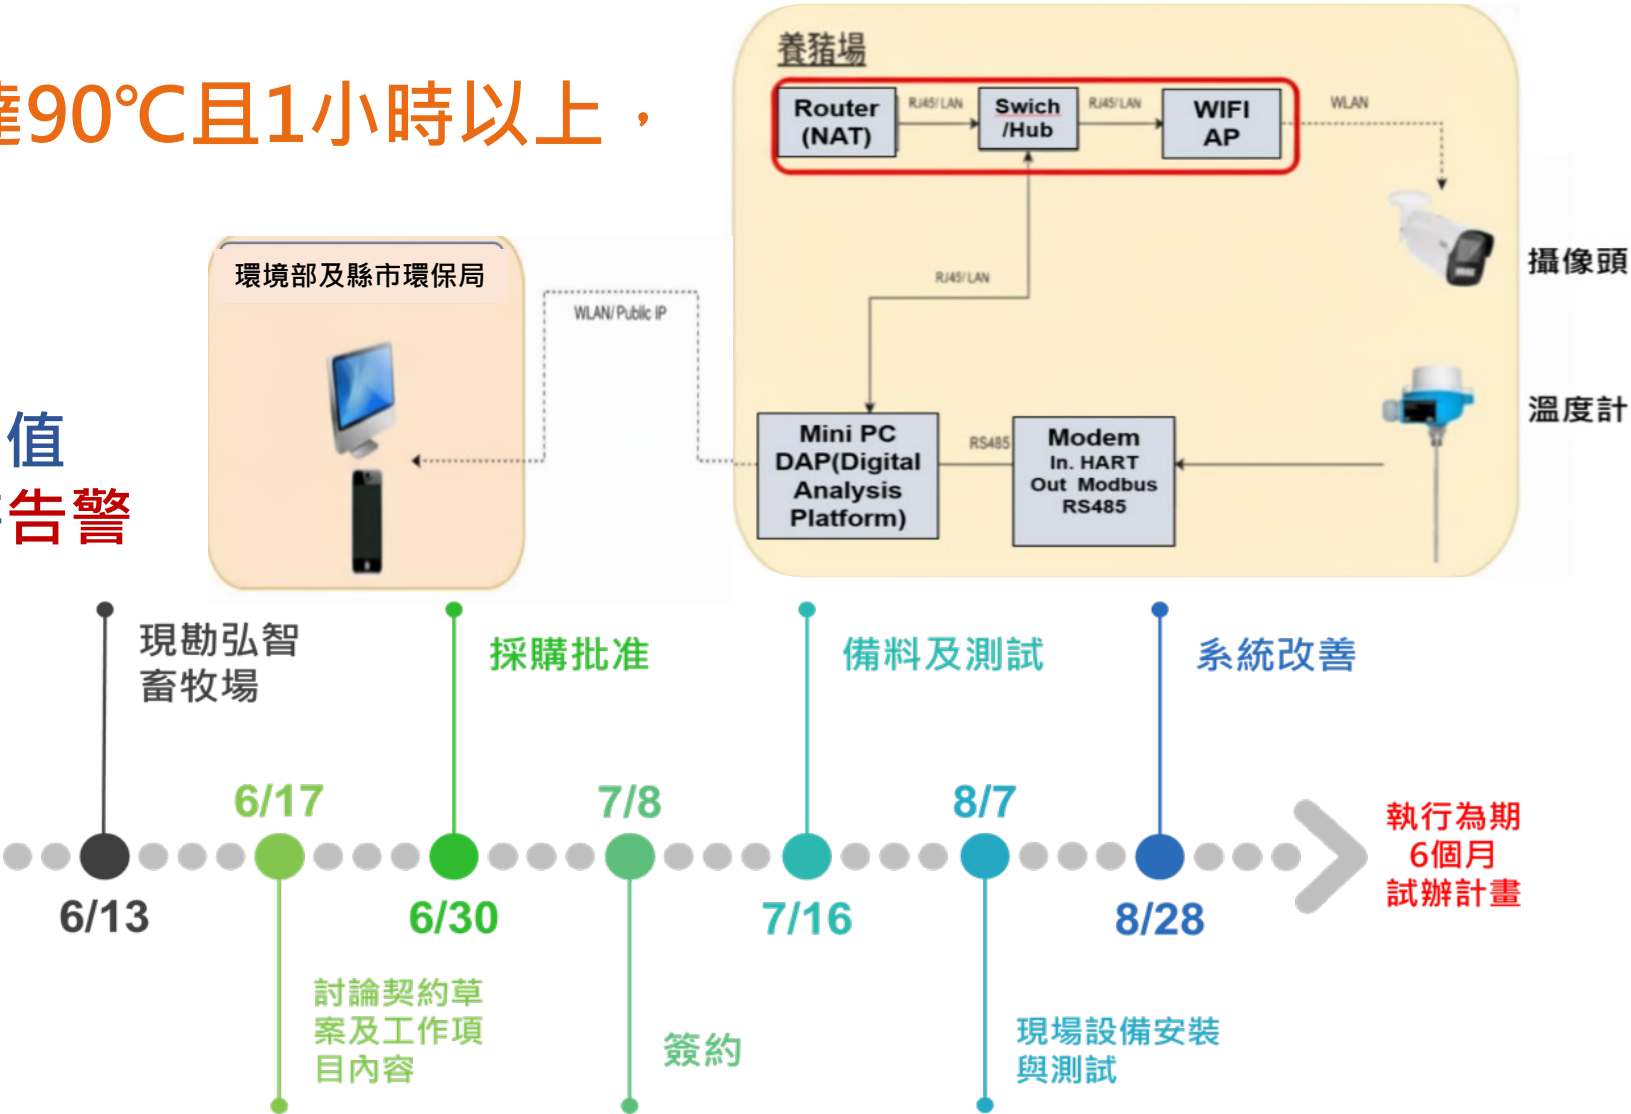 養豬場
達90℃且1小時以上，
Router
(NAT)
RJ45/ LAN
Swich
/Hub
RJ45/ LAN
WIFI
AP
WLAN
攝像頭
RJ45/ LAN
環境部及縣市環保局
WLAN/ Public IP
溫度計
值
告警
Mini PC
DAP(Digital
Analysis
Platform)
RS485
Modem
In. HART
Out Modbus
RS485
現勘弘智
畜牧場
採購批准
備料及測試
系統改善
6/17
7/8
8/7
執行為期
6個月
試辦計畫
6/13
6/30
7/16
8/28
討論契約草
案及工作項
目內容
簽約
現場設備安裝
與測試